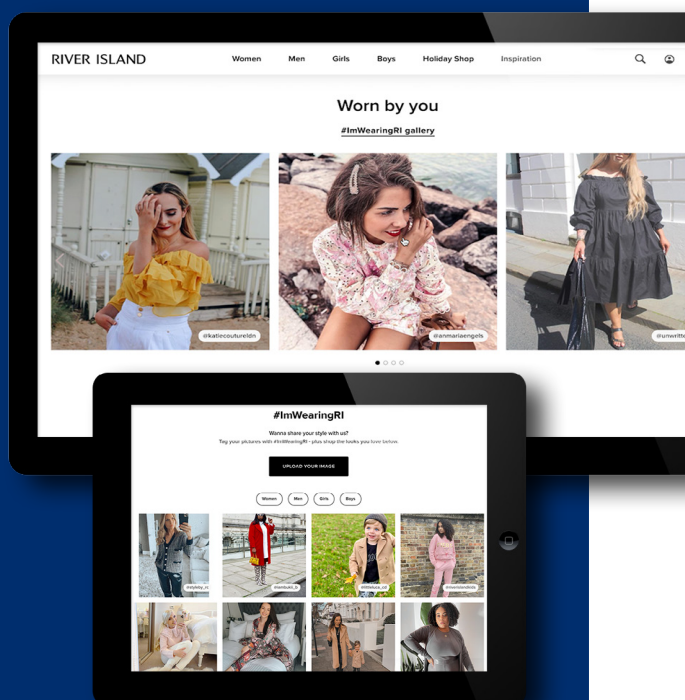 RIVER ISLAND
Women Men Girls Boys Holiday Shop Inspiration
Worn by you
#ImWearingRI gallery
@katiecoutureldn
@anmariaengels
#ImWearingRI
Wanna share your style with us?
UPLOAD YOUR IMAGE
Women Men Girls Boys